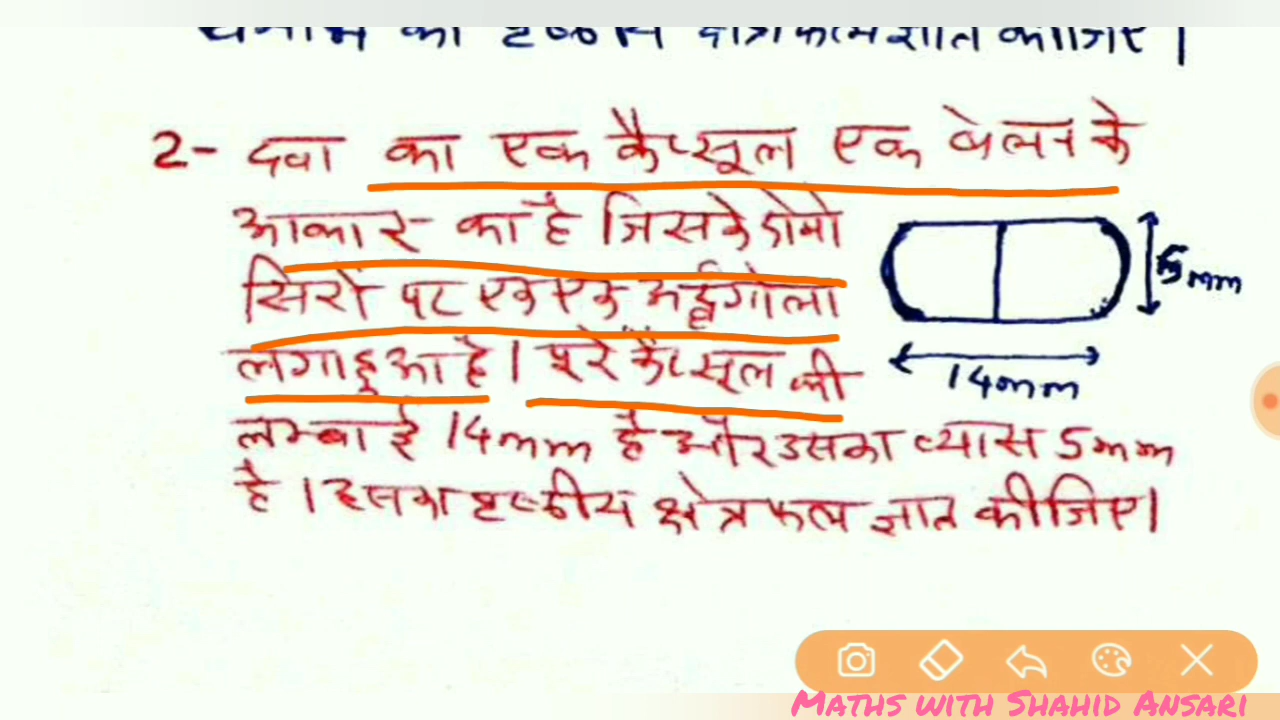 का पृष्ठीय क्षेत्रफल ज्ञात कीजिए।
2- दवा का एक कैप्सूल एक बेलन के
आकार का है जिसके दोनो
सिरों पर एक एक अर्द्धगोला
लगा हुआ है। पूरे कैप्सूल की
लम्बाई 14mm है और उसका व्यास 5mm
है। इसका पृष्ठीय क्षेत्रफल ज्ञात कीजिए।
5mm
14mm
Maths with Shahid Ansari